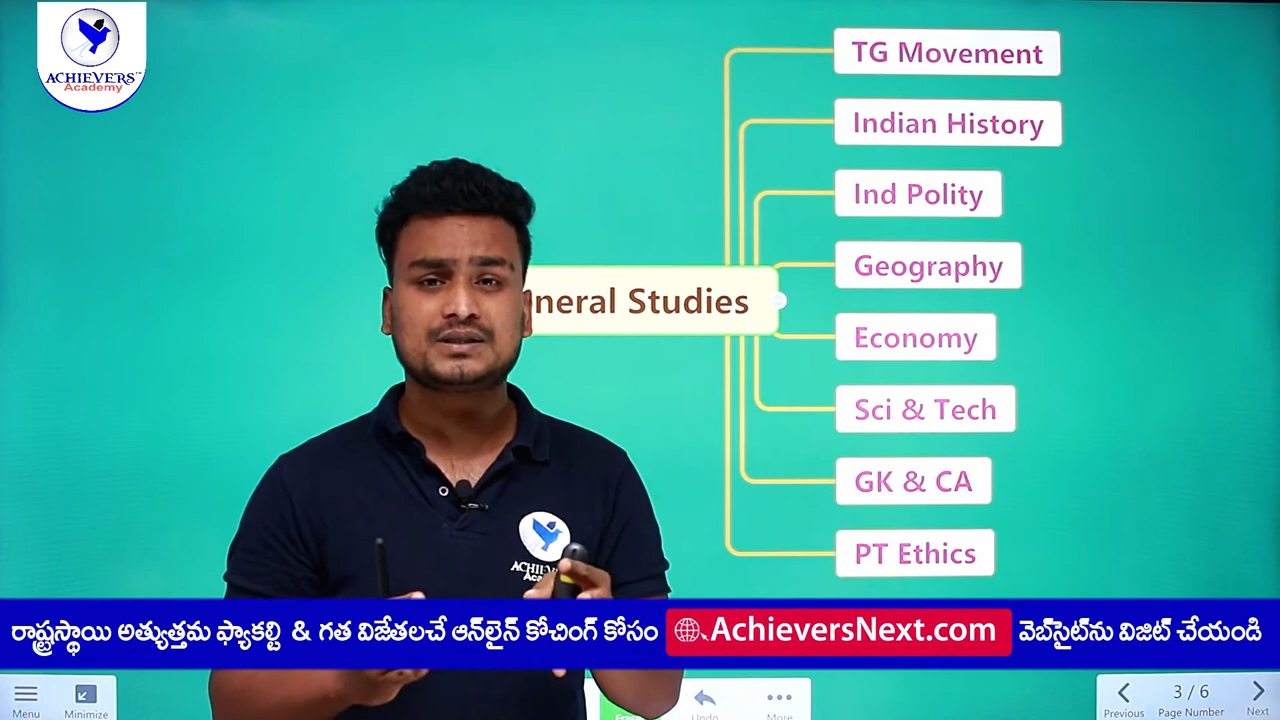 ACHIEVERS
Academy
TG Movement
Indian History
Ind Polity
Geography
neral Studies
Economy
Sci & Tech
GK & CA
PT Ethics
రాష్ట్రస్థాయి అత్యుత్తమ ఫ్యాకల్టి & గత విజేతలచే ఆన్‌లైన్ కోచింగ్ కోసం AchieversNext.com వెబ్‌సైట్‌ను విజిట్ చేయండి
Menu
Minimize
Undo
More
Previous
3 / 6
Page Number
Next